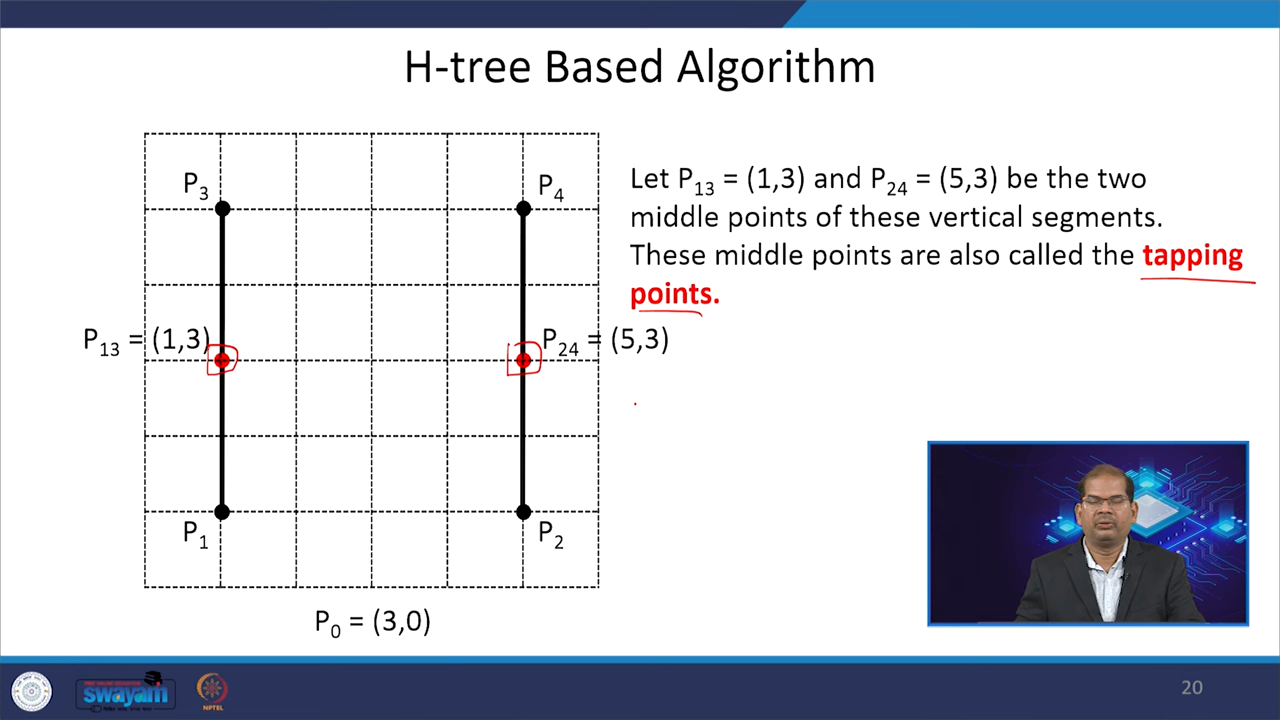 H-tree Based Algorithm
P₃
P₄
Let P₁₃ = (1,3) and P₂₄ = (5,3) be the two
middle points of these vertical segments.
These middle points are also called the tapping
points.
P₁₃ = (1,3)
P₂₄ = (5,3)
P₁
P₂
P₀ = (3,0)
swayam
NPTEL
20